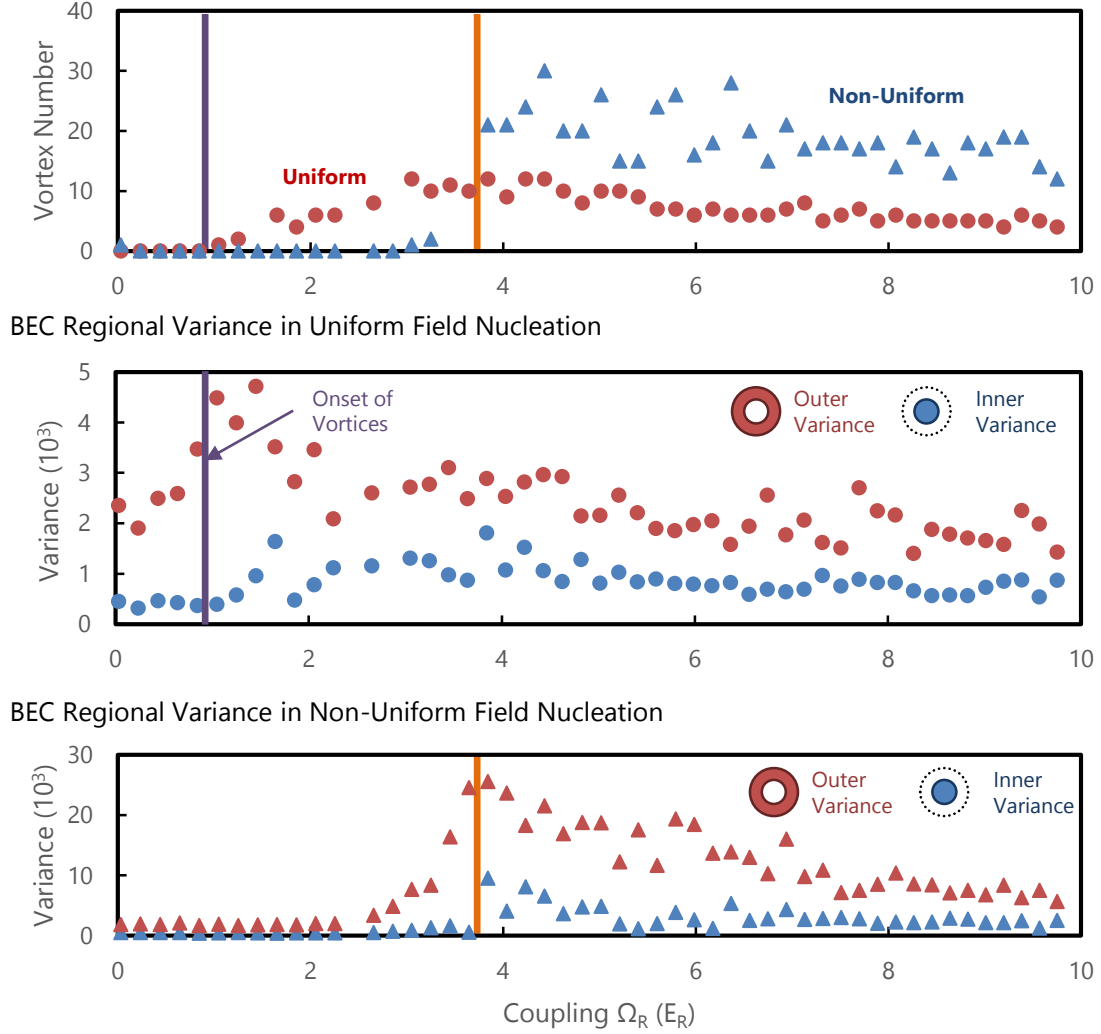 40
30
20
10
0
Vortex Number
Uniform
Non-Uniform
0 2 4 6 8 10
BEC Regional Variance in Uniform Field Nucleation
5
4
3
2
1
0
Variance (10³)
Onset of
Vortices
Outer
Variance
Inner
Variance
0 2 4 6 8 10
BEC Regional Variance in Non-Uniform Field Nucleation
30
20
10
0
Variance (10³)
Outer
Variance
Inner
Variance
0 2 4 6 8 10
Coupling Ω_R (E_R)